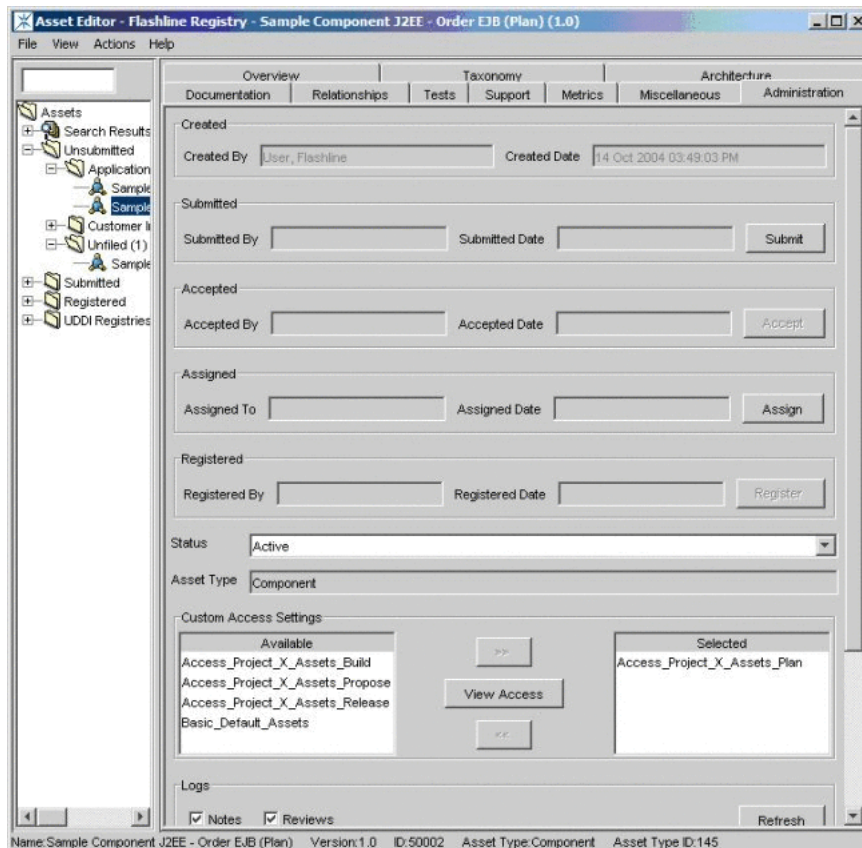 Asset Editor - Flashline Registry - Sample Component J2EE - Order EJB (Plan) (1.0)
File View Actions Help
Overview Taxonomy Architecture
Documentation Relationships Tests Support Metrics Miscellaneous Administration
Assets
Search Results
Unsubmitted
Application
Sample
Sample
Customer I
Unfiled (1)
Sample
Submitted
Registered
UDDI Registries
Created
Created By User, Flashline Created Date 14 Oct 2004 03:49:03 PM
Submitted
Submitted By Submitted Date Submit
Accepted
Accepted By Accepted Date Accept
Assigned
Assigned To Assigned Date Assign
Registered
Registered By Registered Date Register
Status Active
Asset Type Component
Custom Access Settings
Available
Access_Project_X_Assets_Build
Access_Project_X_Assets_Propose
Access_Project_X_Assets_Release
Basic_Default_Assets
>>
View Access
<<
Selected
Access_Project_X_Assets_Plan
Logs
Notes Reviews Refresh
Name:Sample Component J2EE - Order EJB (Plan) Version:1.0 ID:50002 Asset Type:Component Asset Type ID:145